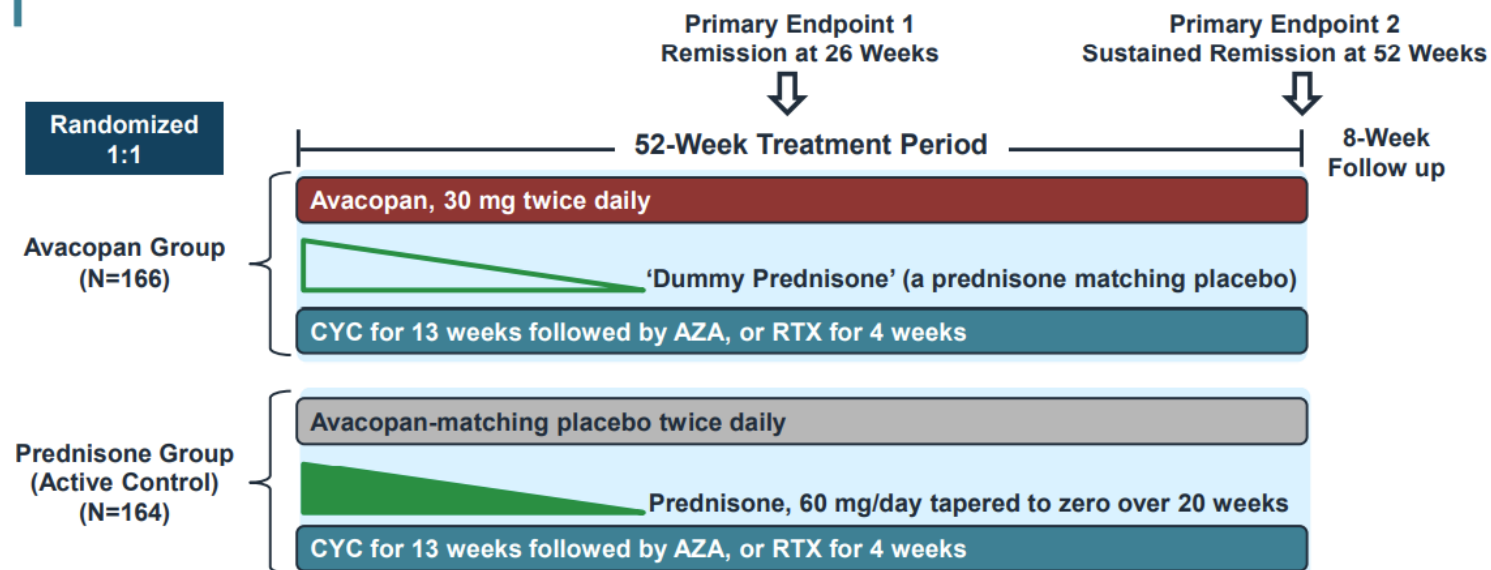 Primary Endpoint 1
Remission at 26 Weeks
Primary Endpoint 2
Sustained Remission at 52 Weeks
Randomized
1:1
52-Week Treatment Period
8-Week
Follow up
Avacopan Group
(N=166)
Avacopan, 30 mg twice daily
‘Dummy Prednisone’ (a prednisone matching placebo)
CYC for 13 weeks followed by AZA, or RTX for 4 weeks
Prednisone Group
(Active Control)
(N=164)
Avacopan-matching placebo twice daily
Prednisone, 60 mg/day tapered to zero over 20 weeks
CYC for 13 weeks followed by AZA, or RTX for 4 weeks